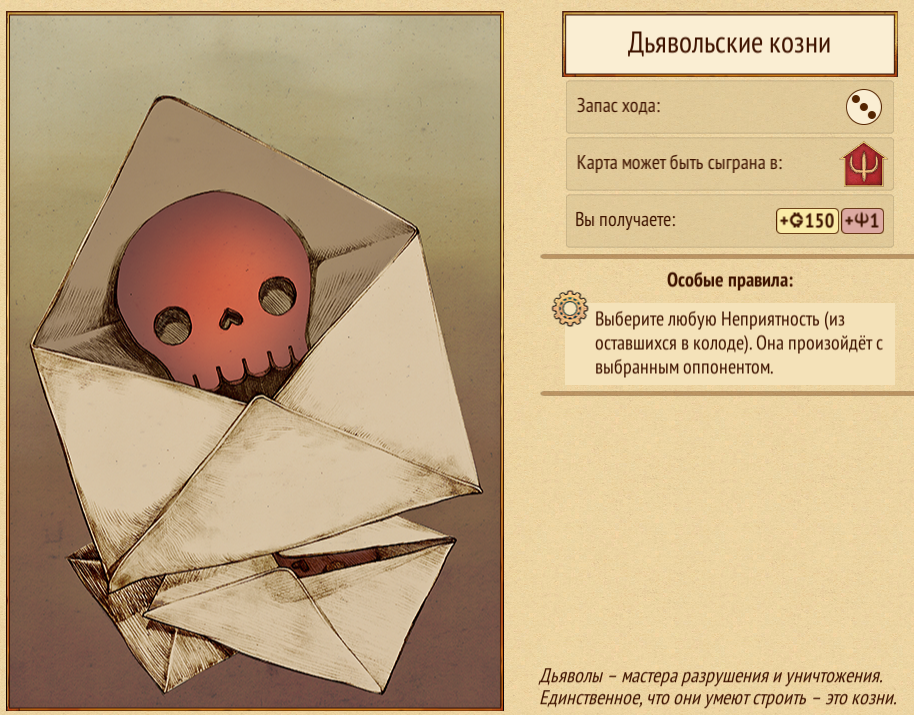 Дьявольские козни
Запас хода:
Карта может быть сыграна в:
Вы получаете: +150 +1
Особые правила:
Выберите любую Неприятность (из
оставшихся в колоде). Она произойдёт с
выбранным оппонентом.
Дьяволы – мастера разрушения и уничтожения.
Единственное, что они умеют строить – это козни.